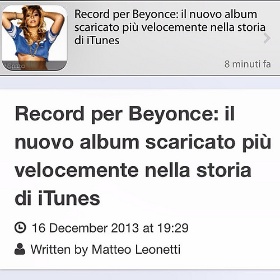 Record per Beyonce: il nuovo album
scaricato più velocemente nella storia
di iTunes
8 minuti fa
Record per Beyonce: il
nuovo album scaricato più
velocemente nella storia
di iTunes
16 December 2013 at 19:29
Written by Matteo Leonetti